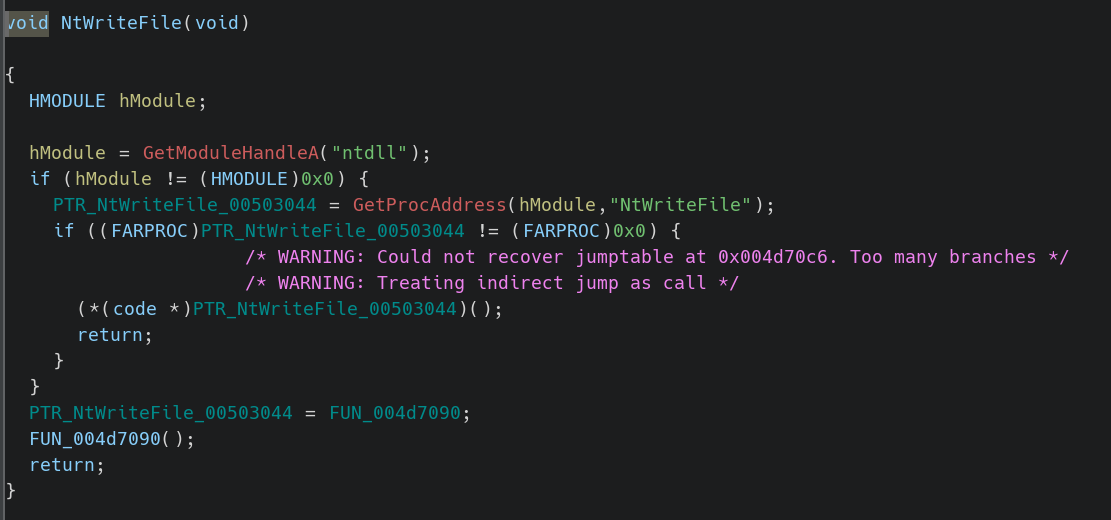 void NtWriteFile(void)
{
HMODULE hModule;
hModule = GetModuleHandleA("ntdll");
if (hModule != (HMODULE)0x0) {
PTR_NtWriteFile_00503044 = GetProcAddress(hModule,"NtWriteFile");
if ((FARPROC)PTR_NtWriteFile_00503044 != (FARPROC)0x0) {
/* WARNING: Could not recover jumptable at 0x004d70c6. Too many branches */
/* WARNING: Treating indirect jump as call */
(*(code *)PTR_NtWriteFile_00503044)();
return;
}
}
PTR_NtWriteFile_00503044 = FUN_004d7090;
FUN_004d7090();
return;
}